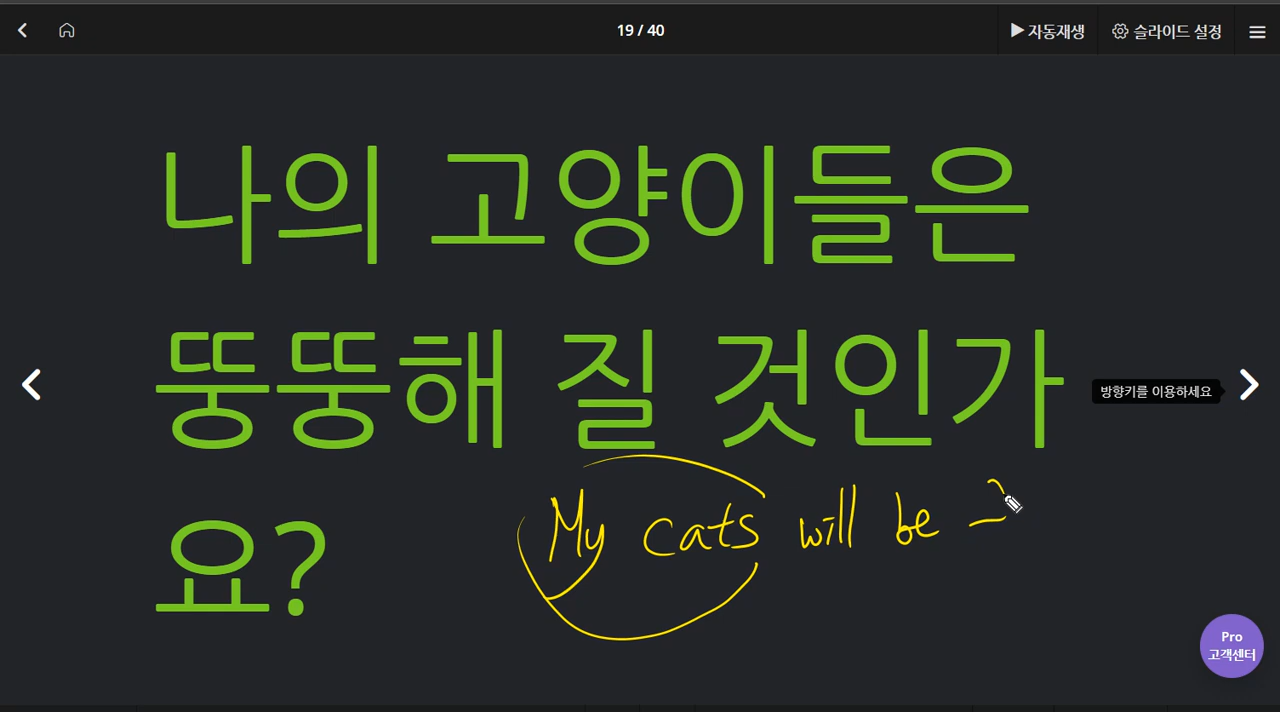 19 / 40
자동재생
슬라이드 설정
나의 고양이들은
뚱뚱해 질 것인가
요?
방향키를 이용하세요
My cats will be
Pro
고객센터